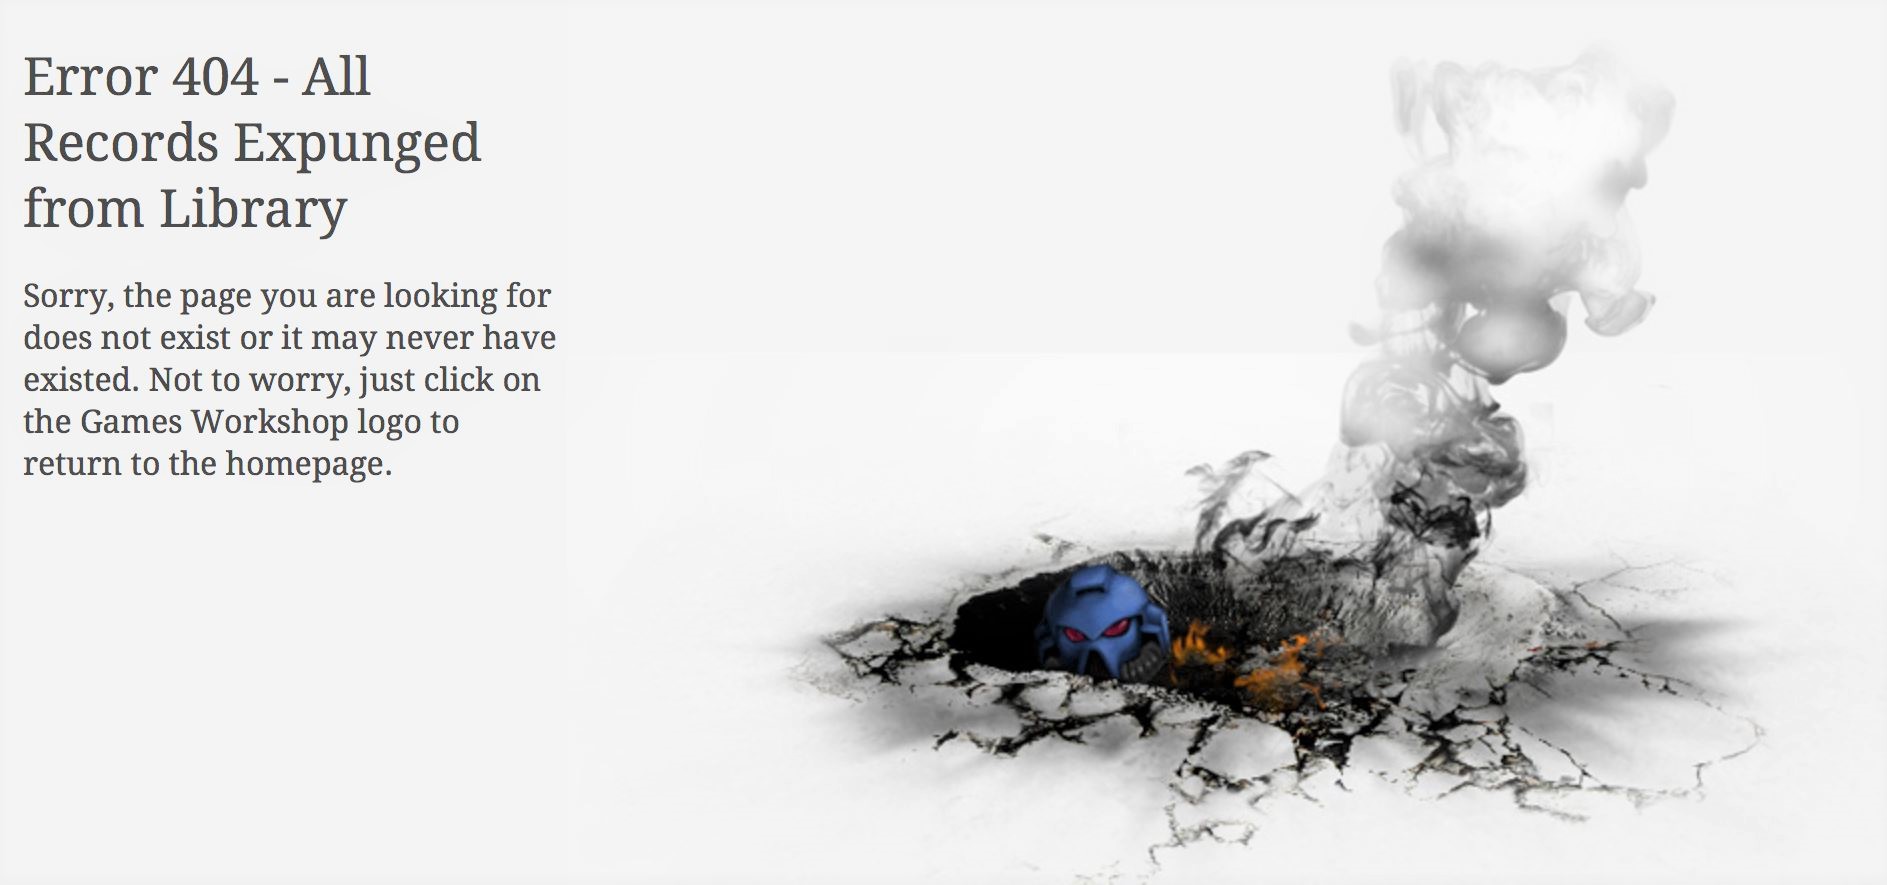 Error 404 - All
Records Expunged
from Library
Sorry, the page you are looking for
does not exist or it may never have
existed. Not to worry, just click on
the Games Workshop logo to
return to the homepage.